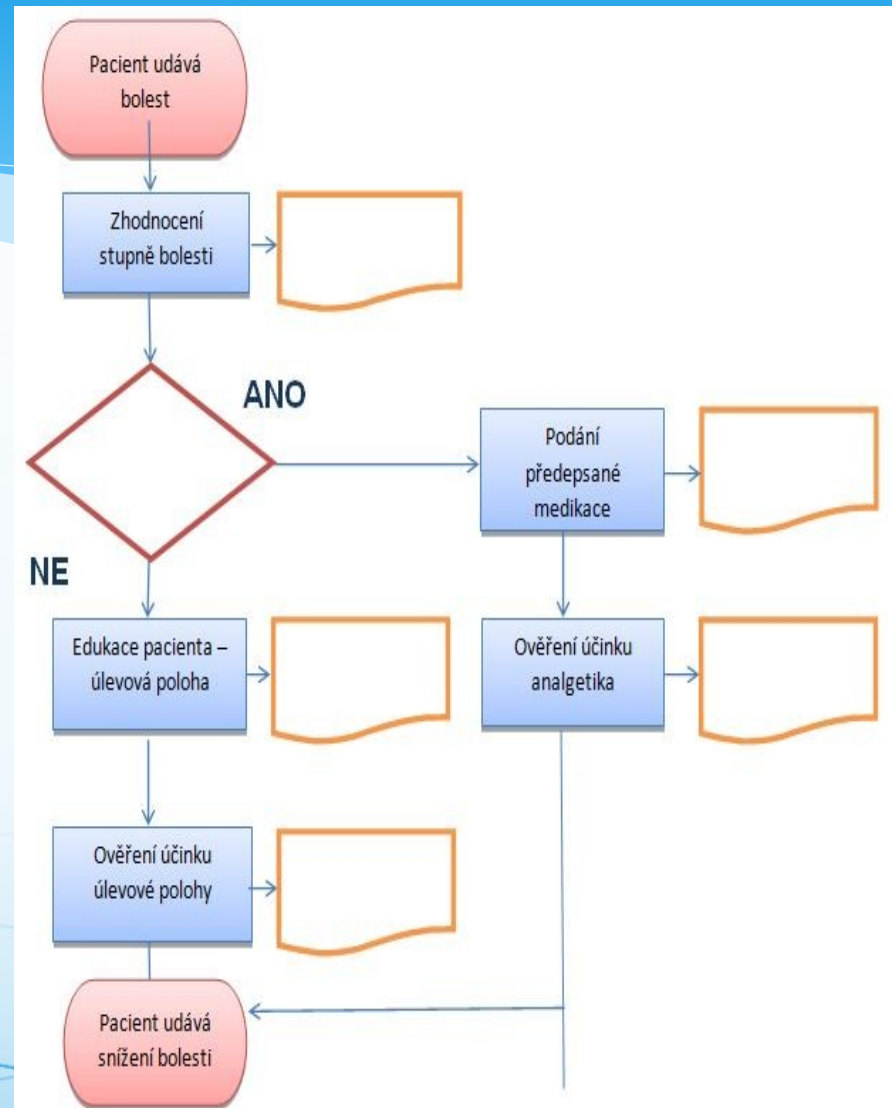 Pacient udává
bolest
Zhodnocení
stupně bolesti
ANO
Podání
předepsané
medikace
NE
Edukace pacienta –
úlevová poloha
Ověření účinku
analgetika
Ověření účinku
úlevové polohy
Pacient udává
snížení bolesti